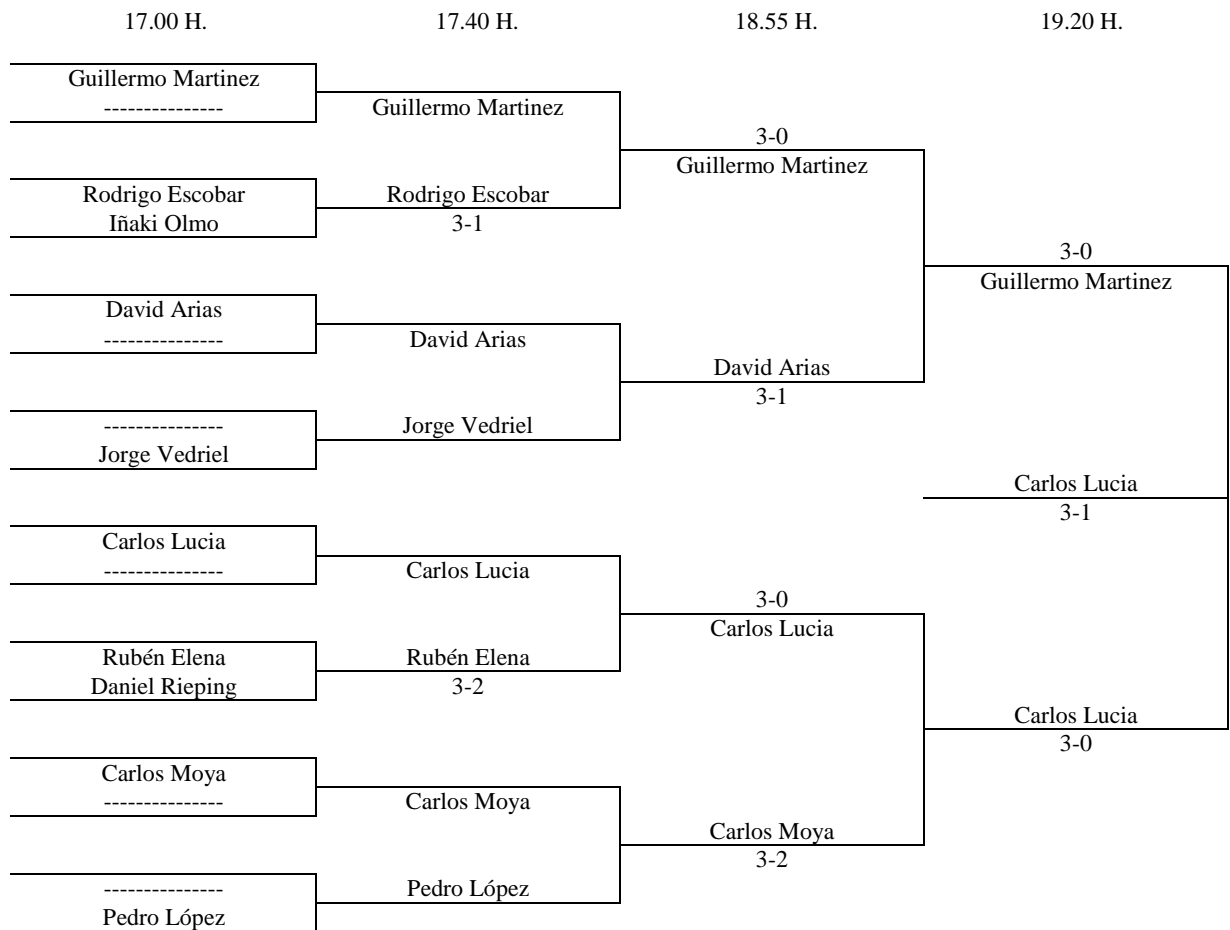 17.00 H. 17.40 H. 18.55 H. 19.20 H.
Guillermo Martinez
---------------
Guillermo Martinez
3-0
Guillermo Martinez
Rodrigo Escobar
Iñaki Olmo
Rodrigo Escobar
3-1
3-0
Guillermo Martinez
David Arias
---------------
David Arias
David Arias
3-1
---------------
Jorge Vedriel
Jorge Vedriel
Carlos Lucia
3-1
Carlos Lucia
---------------
Carlos Lucia
3-0
Carlos Lucia
Rubén Elena
Daniel Rieping
Rubén Elena
3-2
Carlos Lucia
3-0
Carlos Moya
---------------
Carlos Moya
Carlos Moya
3-2
---------------
Pedro López
Pedro López